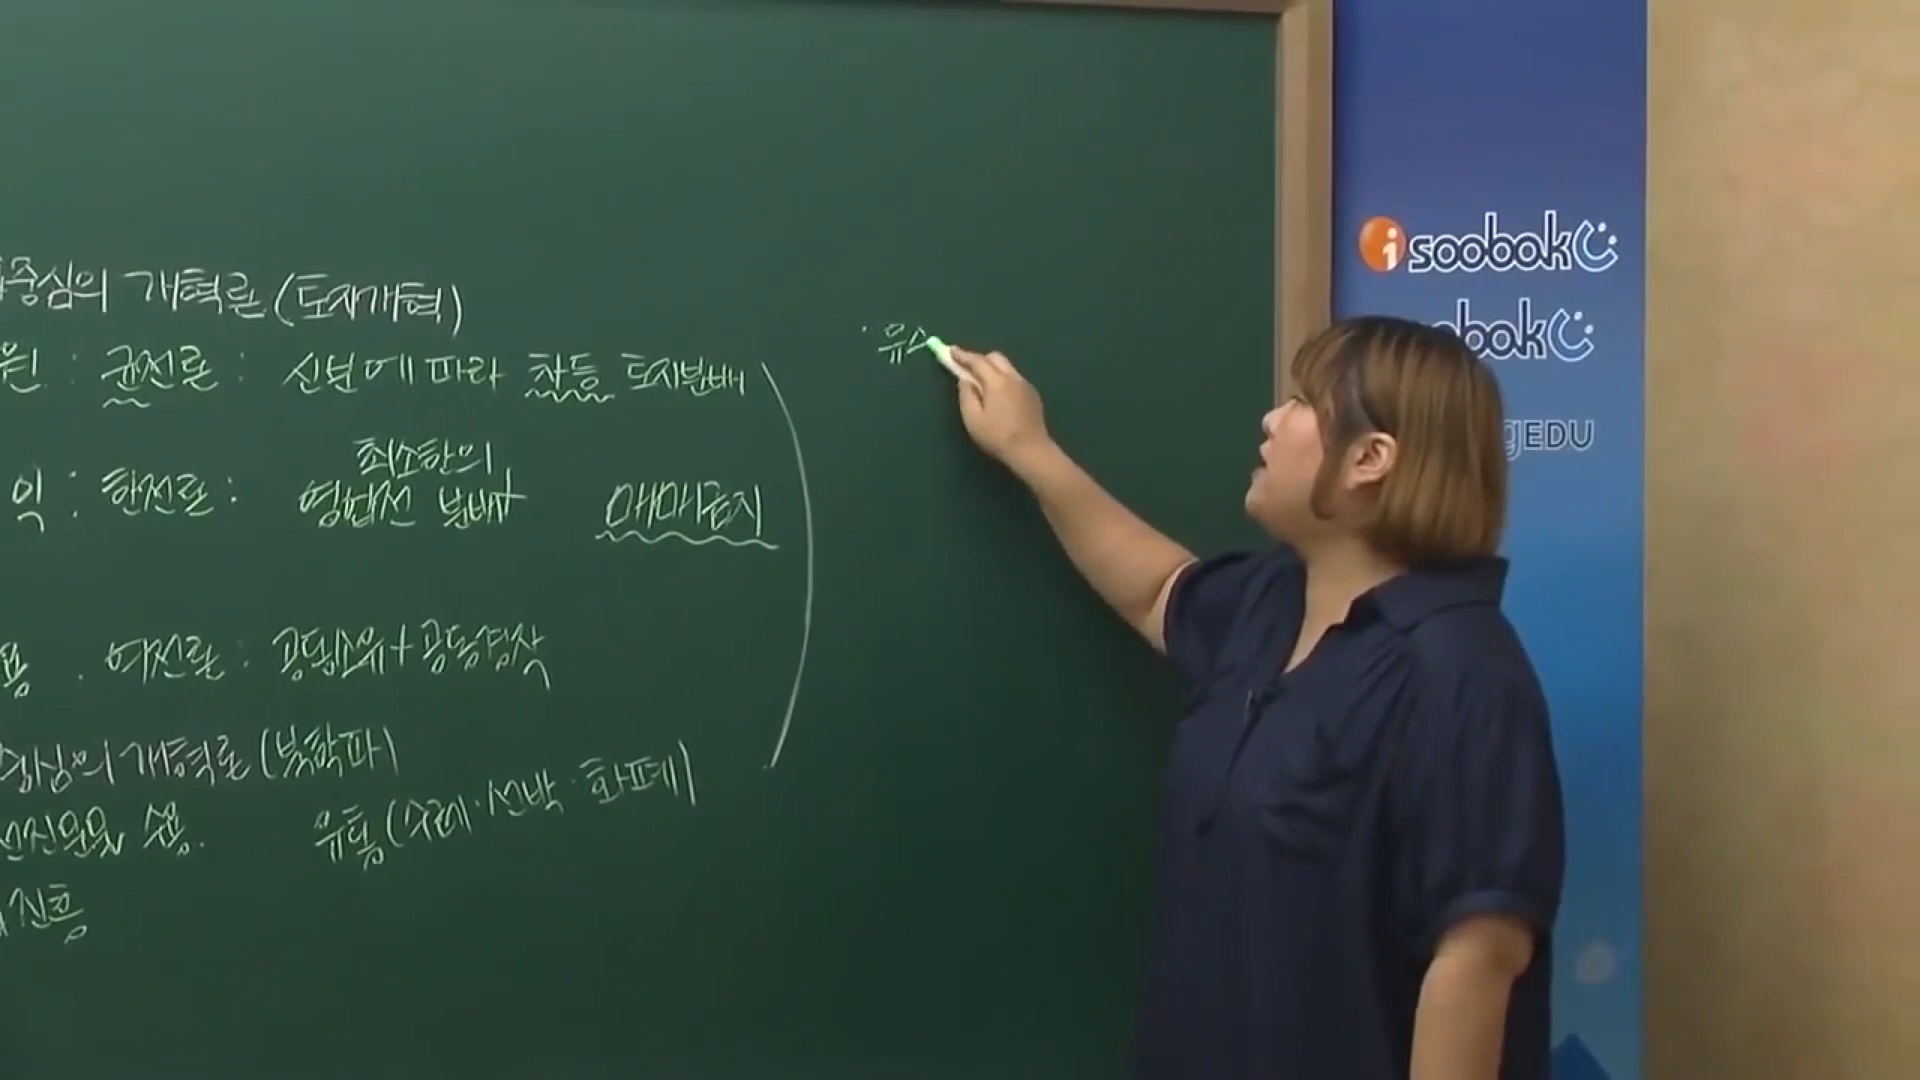 중심의 개혁론 (토지개혁)
원 : 균전론 : 신분에 따라 차등 토지분배
최소한의
익 : 한전론 : 영업전 분배+ 매매금지
용 . 여전론 : 공동소유+공동경작
중심의 개혁론 (북학파)
선진문물 수용. 유통 (수레·선박·화폐)
진흥
· 유수
isoobok
obok
gEDU